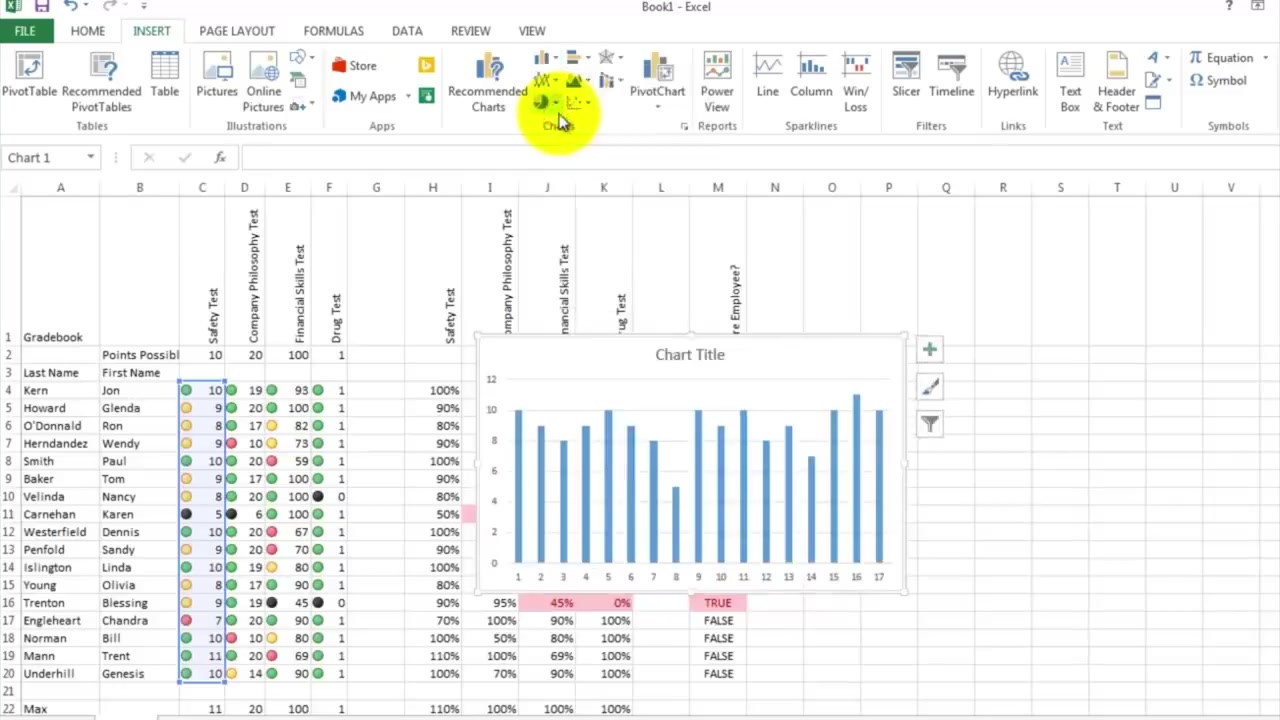 Book1 - Excel
?
FILE HOME INSERT PAGE LAYOUT FORMULAS DATA REVIEW VIEW
PivotTable Recommended PivotTables Table Pictures Online Pictures Store My Apps Recommended Charts PivotChart Power View Line Column Win/Loss Slicer Timeline Hyperlink Text Box Header & Footer Equation Symbol
Tables Illustrations Apps Charts Reports Sparklines Filters Links Text Symbols
Chart 1 fx
A B C D E F G H I J K L M N O P Q R S T U V
1 Gradebook Safety Test Company Philosophy Test Financial Skills Test Drug Test Safety Test ompany Philosophy Test nancial Skills Test ug Test re Employee?
2 Points Possibl 10 20 100 1
3 Last Name First Name
4 Kern Jon 10 19 93 1 100%
5 Howard Glenda 9 20 100 1 90%
6 O'Donnald Ron 8 17 82 1 80%
7 Herndandez Wendy 9 10 73 1 90%
8 Smith Paul 10 20 59 1 100%
9 Baker Tom 9 17 100 1 90%
10 Velinda Nancy 8 20 100 0 80%
11 Carnehan Karen 5 6 100 1 50%
12 Westerfield Dennis 10 20 67 1 100%
13 Penfold Sandy 9 20 70 1 90%
14 Islington Linda 10 19 80 1 100%
15 Young Olivia 8 17 90 1 80%
16 Trenton Blessing 9 19 45 0 90% 95% 45% 0% TRUE
17 Engleheart Chandra 7 20 90 1 70% 100% 90% 100% FALSE
18 Norman Bill 10 10 80 1 100% 50% 80% 100% FALSE
19 Mann Trent 11 20 69 1 110% 100% 69% 100% FALSE
20 Underhill Genesis 10 14 90 1 100% 70% 90% 100% FALSE
21
22 Max 11 20 100 1 110% 100% 100% 100%
Chart Title
12
10
8
6
4
2
0
1 2 3 4 5 6 7 8 9 10 11 12 13 14 15 16 17